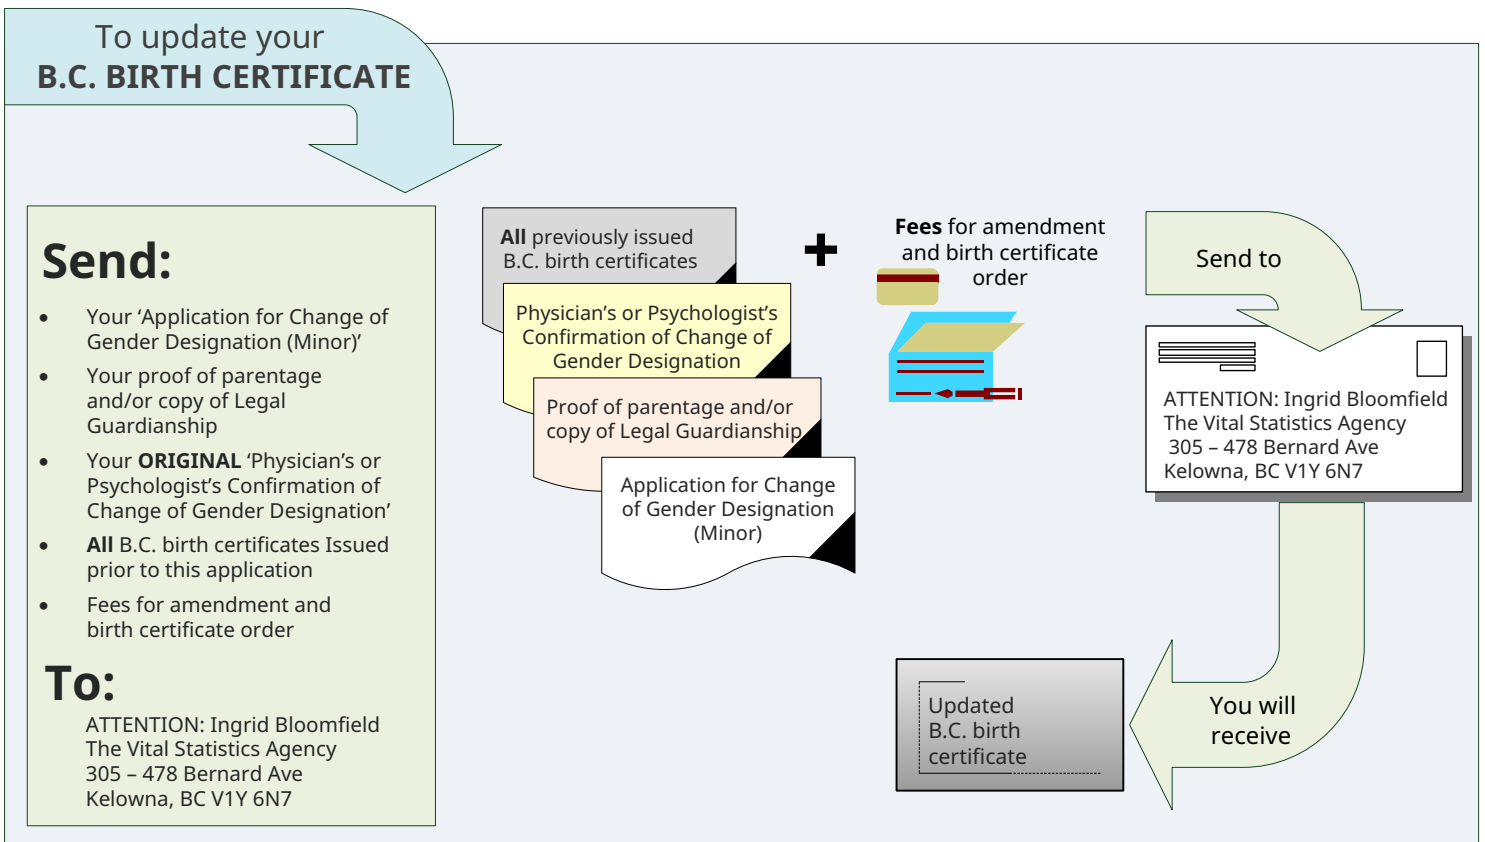 To update your
B.C. BIRTH CERTIFICATE
Send:
• Your ‘Application for Change of
Gender Designation (Minor)’
• Your proof of parentage
and/or copy of Legal
Guardianship
• Your ORIGINAL ‘Physician’s or
Psychologist’s Confirmation of
Change of Gender Designation’
• All B.C. birth certificates Issued
prior to this application
• Fees for amendment and
birth certificate order
To:
ATTENTION: Ingrid Bloomfield
The Vital Statistics Agency
305 – 478 Bernard Ave
Kelowna, BC V1Y 6N7
All previously issued
B.C. birth certificates
Physician’s or Psychologist’s
Confirmation of Change of
Gender Designation
Proof of parentage and/or
copy of Legal Guardianship
Application for Change
of Gender Designation
(Minor)
Fees for amendment
and birth certificate
order
Send to
ATTENTION: Ingrid Bloomfield
The Vital Statistics Agency
305 – 478 Bernard Ave
Kelowna, BC V1Y 6N7
You will
receive
Updated
B.C. birth
certificate